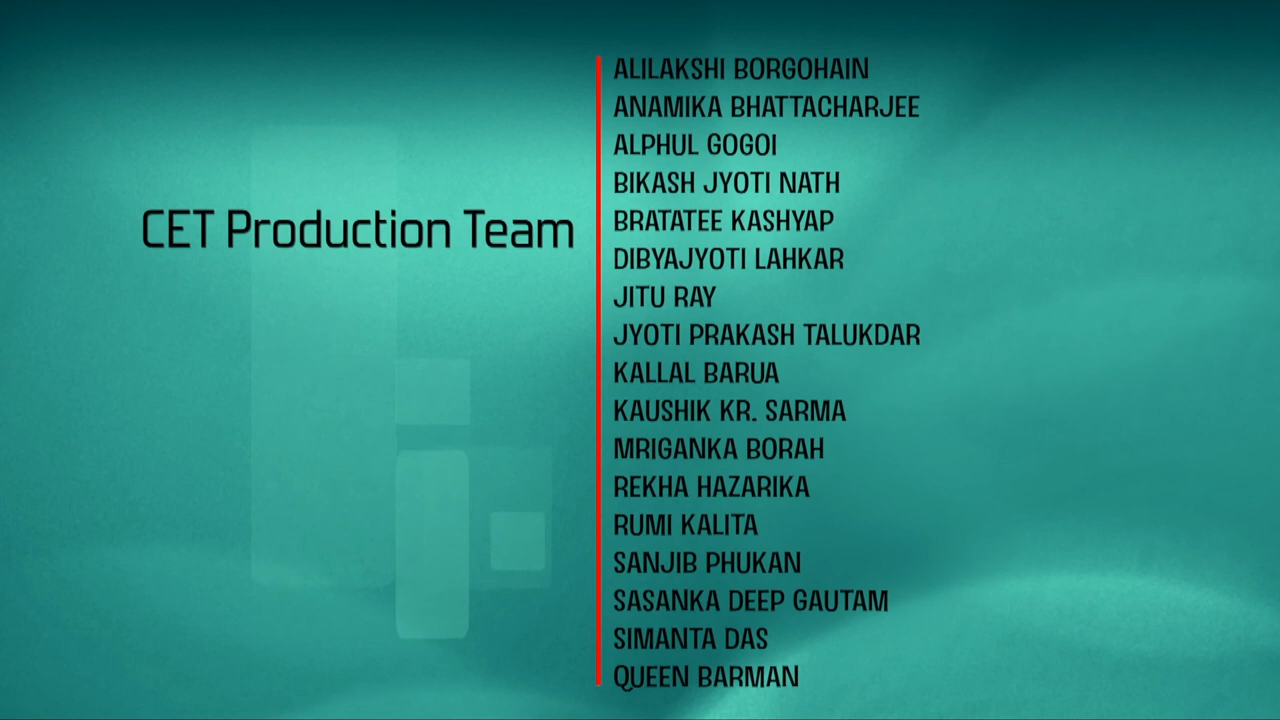 CET Production Team
ALILAKSHI BORGOHAIN
ANAMIKA BHATTACHARJEE
ALPHUL GOGOI
BIKASH JYOTI NATH
BRATATEE KASHYAP
DIBYAJYOTI LAHKAR
JITU RAY
JYOTI PRAKASH TALUKDAR
KALLAL BARUA
KAUSHIK KR. SARMA
MRIGANKA BORAH
REKHA HAZARIKA
RUMI KALITA
SANJIB PHUKAN
SASANKA DEEP GAUTAM
SIMANTA DAS
QUEEN BARMAN